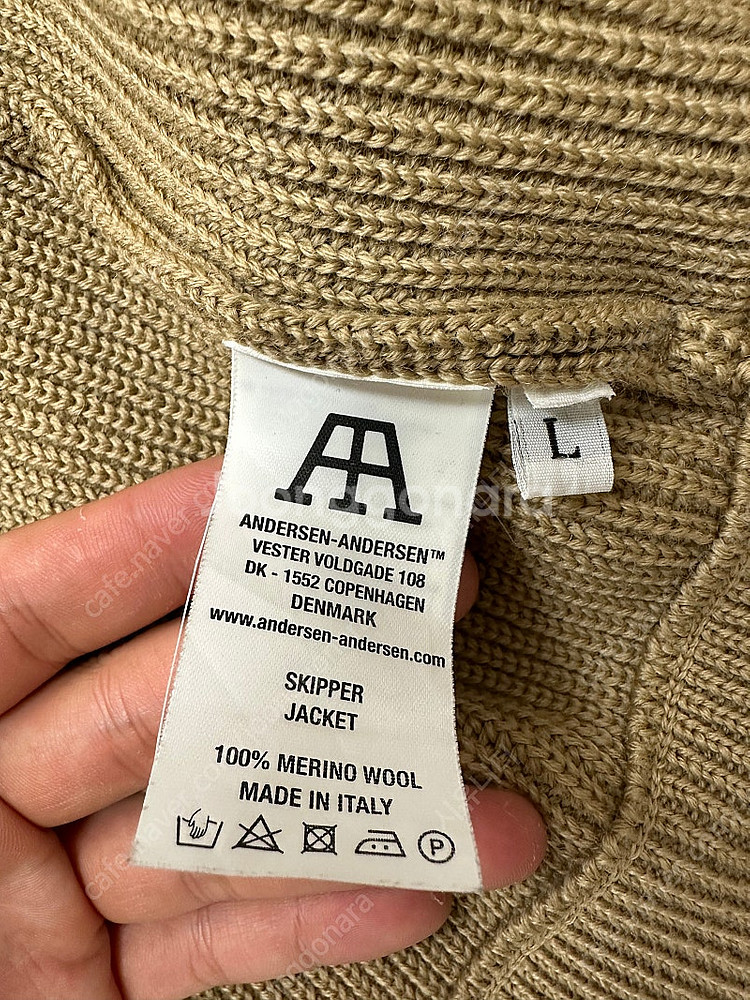 ANDERSEN-ANDERSEN™
VESTER VOLDGADE 108
DK - 1552 COPENHAGEN
DENMARK
www.andersen-andersen.com
SKIPPER
JACKET
100% MERINO WOOL
MADE IN ITALY
P
L